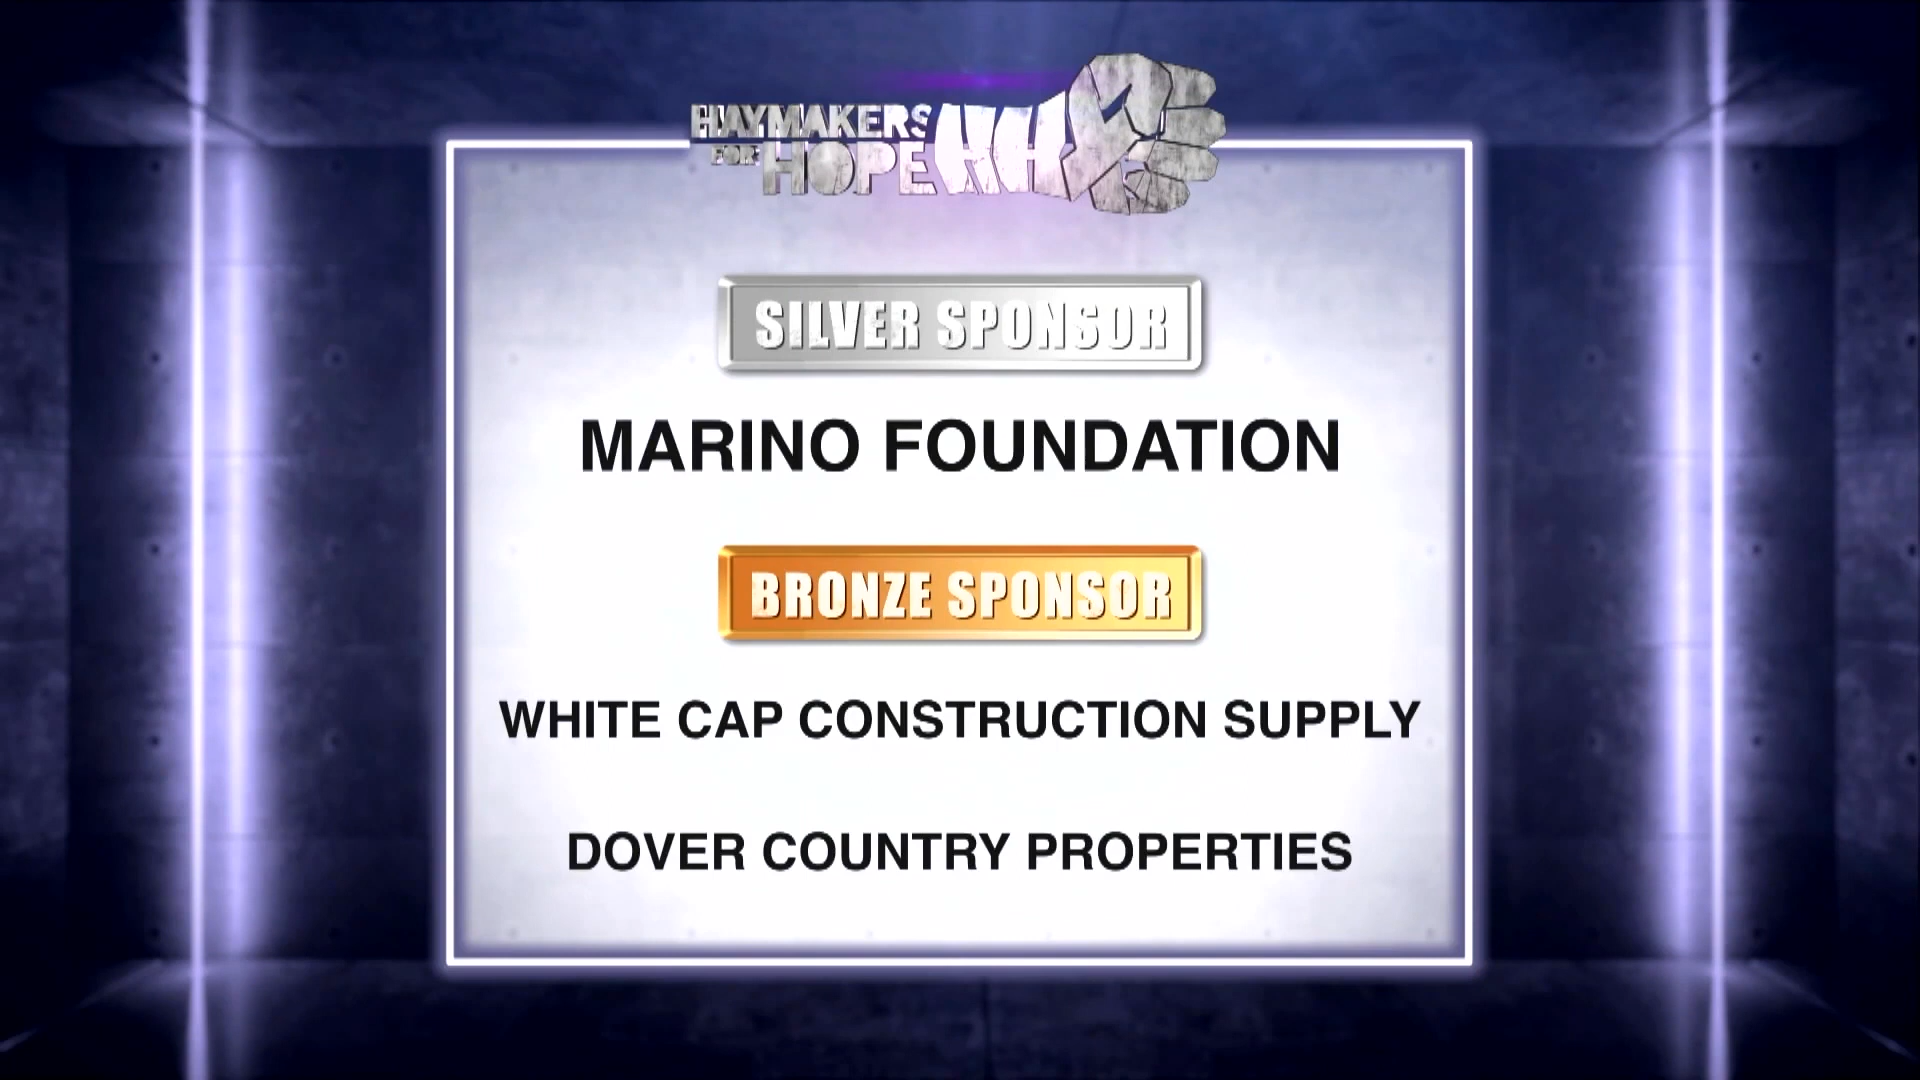 HAYMAKERS
FOR HOPE
SILVER SPONSOR
MARINO FOUNDATION
BRONZE SPONSOR
WHITE CAP CONSTRUCTION SUPPLY
DOVER COUNTRY PROPERTIES